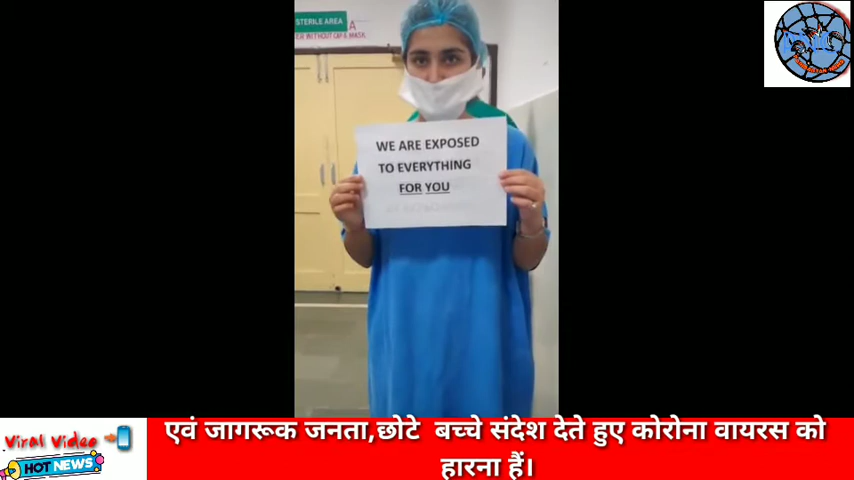 STERILE AREA
WITHOUT CAP & MASK
WE ARE EXPOSED
TO EVERYTHING
FOR YOU
Viral Video
HOT NEWS
एवं जागरूक जनता,छोटे बच्चे संदेश देते हुए कोरोना वायरस को
हारना हैं।